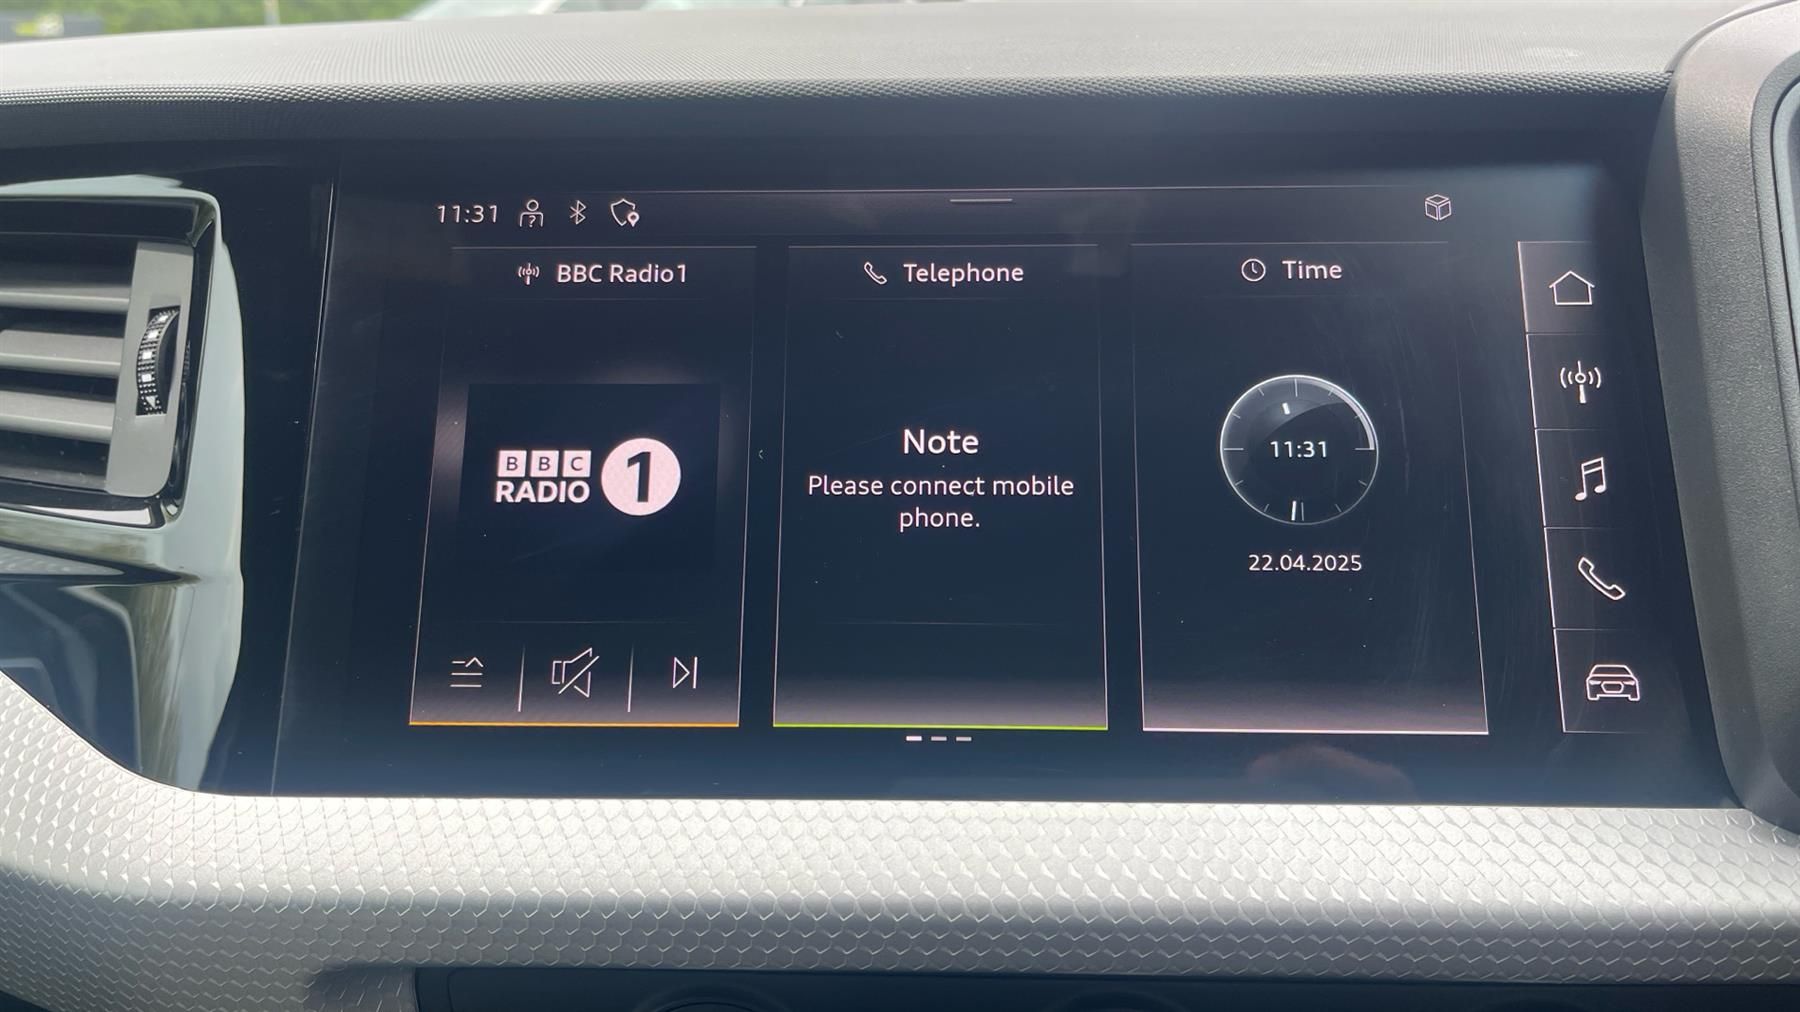 11:31
BBC Radio1
Telephone
Time
BBC
RADIO 1
Note
Please connect mobile
phone.
11:31
22.04.2025